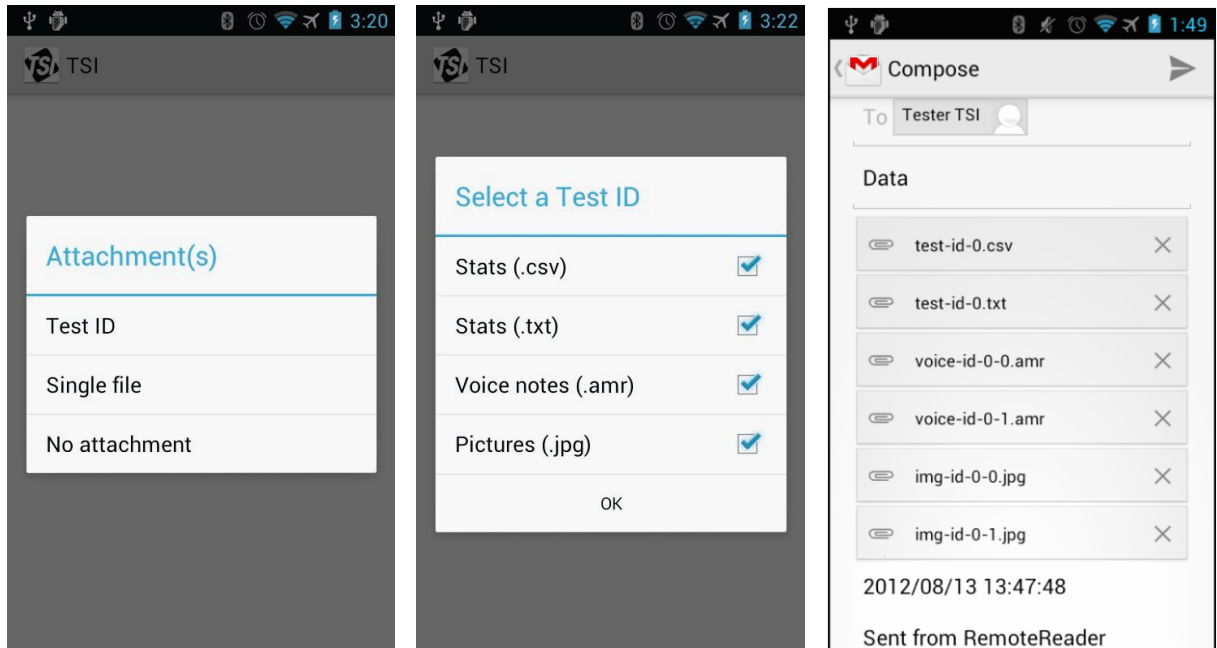 3:20
TSI TSI
Attachment(s)
Test ID
Single file
No attachment
3:22
TSI TSI
Select a Test ID
Stats (.csv)
Stats (.txt)
Voice notes (.amr)
Pictures (.jpg)
OK
1:49
Compose
To Tester TSI
Data
test-id-0.csv
test-id-0.txt
voice-id-0-0.amr
voice-id-0-1.amr
img-id-0-0.jpg
img-id-0-1.jpg
2012/08/13 13:47:48
Sent from RemoteReader